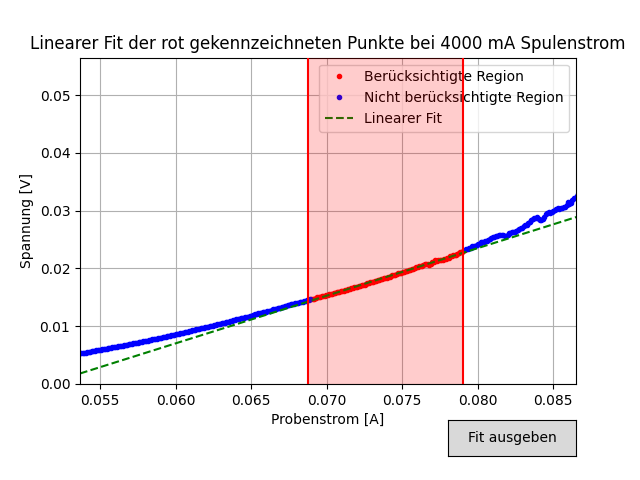 Linearer Fit der rot gekennzeichneten Punkte bei 4000 mA Spulenstrom
Berücksichtigte Region
Nicht berücksichtigte Region
Linearer Fit
Spannung [V]
0.05
0.04
0.03
0.02
0.01
0.00
0.055 0.060 0.065 0.070 0.075 0.080 0.085
Probenstrom [A]
Fit ausgeben